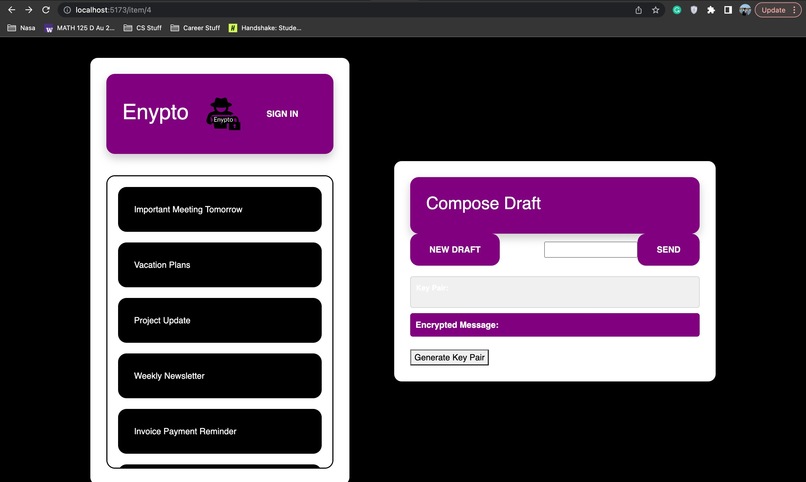 localhost:5173/item/4
Update
Nasa
MATH 125 D Au 2...
CS Stuff
Career Stuff
Handshake: Stude...
Enypto
Enypto
SIGN IN
Important Meeting Tomorrow
Vacation Plans
Project Update
Weekly Newsletter
Invoice Payment Reminder
Compose Draft
NEW DRAFT
SEND
Key Pair:
Encrypted Message:
Generate Key Pair